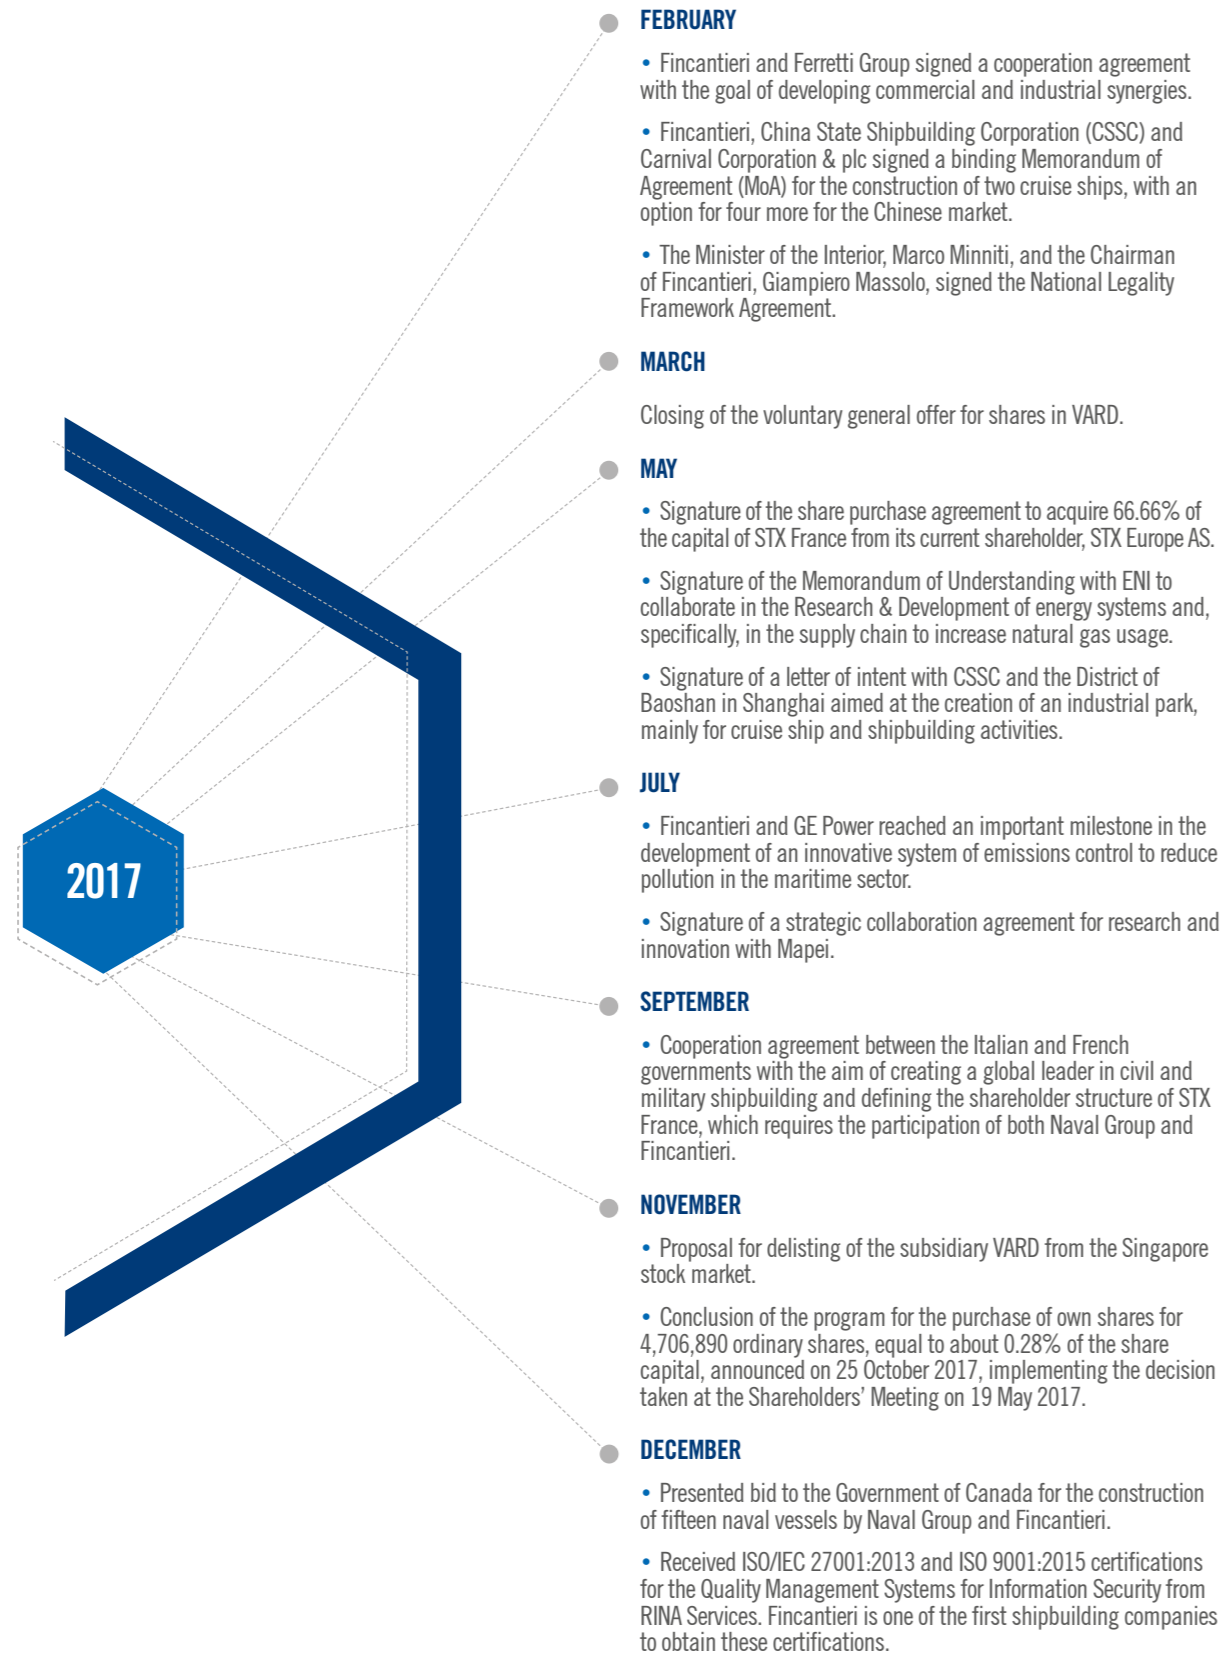 FEBRUARY
• Fincantieri and Ferretti Group signed a cooperation agreement
with the goal of developing commercial and industrial synergies.
• Fincantieri, China State Shipbuilding Corporation (CSSC) and
Carnival Corporation & plc signed a binding Memorandum of
Agreement (MoA) for the construction of two cruise ships, with an
option for four more for the Chinese market.
• The Minister of the Interior, Marco Minniti, and the Chairman
of Fincantieri, Giampiero Massolo, signed the National Legality
Framework Agreement.
MARCH
Closing of the voluntary general offer for shares in VARD.
MAY
• Signature of the share purchase agreement to acquire 66.66% of
the capital of STX France from its current shareholder, STX Europe AS.
• Signature of the Memorandum of Understanding with ENI to
collaborate in the Research & Development of energy systems and,
specifically, in the supply chain to increase natural gas usage.
• Signature of a letter of intent with CSSC and the District of
Baoshan in Shanghai aimed at the creation of an industrial park,
mainly for cruise ship and shipbuilding activities.
JULY
• Fincantieri and GE Power reached an important milestone in the
development of an innovative system of emissions control to reduce
pollution in the maritime sector.
• Signature of a strategic collaboration agreement for research and
innovation with Mapei.
2017
SEPTEMBER
• Cooperation agreement between the Italian and French
governments with the aim of creating a global leader in civil and
military shipbuilding and defining the shareholder structure of STX
France, which requires the participation of both Naval Group and
Fincantieri.
NOVEMBER
• Proposal for delisting of the subsidiary VARD from the Singapore
stock market.
• Conclusion of the program for the purchase of own shares for
4,706,890 ordinary shares, equal to about 0.28% of the share
capital, announced on 25 October 2017, implementing the decision
taken at the Shareholders' Meeting on 19 May 2017.
DECEMBER
• Presented bid to the Government of Canada for the construction
of fifteen naval vessels by Naval Group and Fincantieri.
• Received ISO/IEC 27001:2013 and ISO 9001:2015 certifications
for the Quality Management Systems for Information Security from
RINA Services. Fincantieri is one of the first shipbuilding companies
to obtain these certifications.